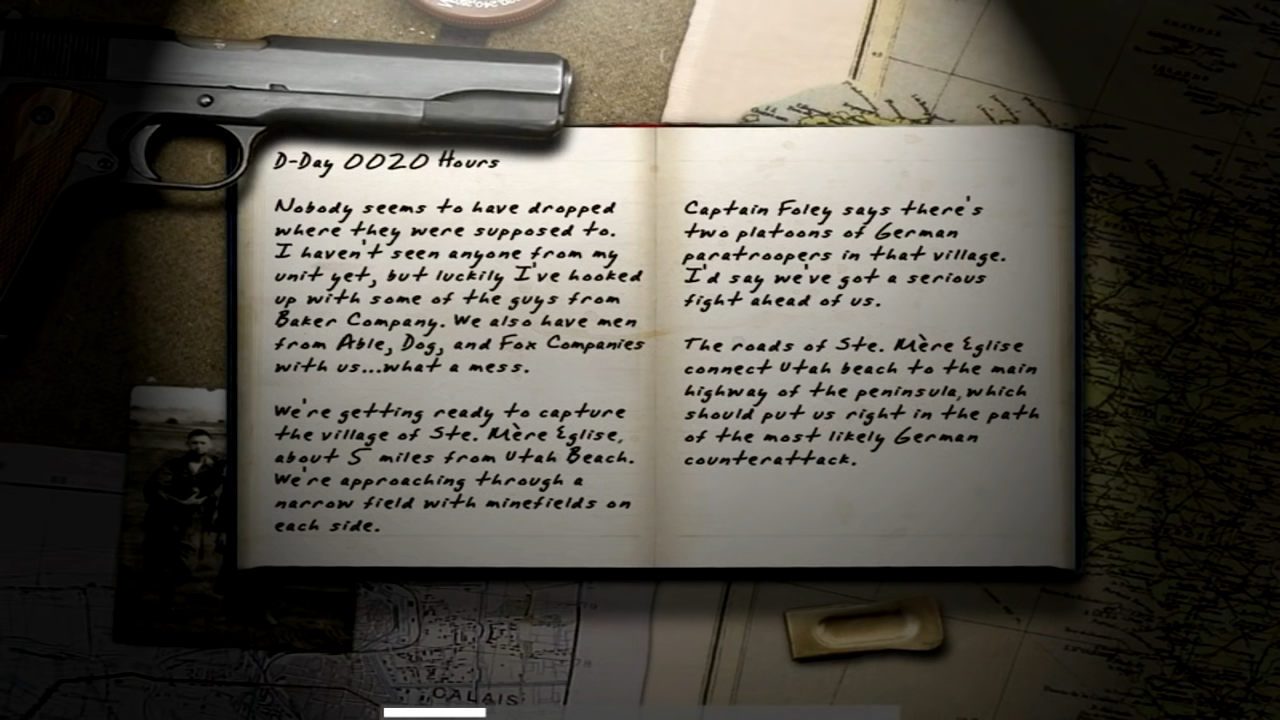 D-Day 0020 Hours
Nobody seems to have dropped
where they were supposed to.
I haven't seen anyone from my
unit yet, but luckily I've hooked
up with some of the guys from
Baker Company. We also have men
from Able, Dog, and Fox Companies
with us...what a mess.
We're getting ready to capture
the village of Ste. Mère Eglise,
about 5 miles from Utah Beach.
We're approaching through a
narrow field with minefields on
each side.
Captain Foley says there's
two platoons of German
paratroopers in that village.
I'd say we've got a serious
fight ahead of us.
The roads of Ste. Mère Eglise
connect Utah beach to the main
highway of the peninsula, which
should put us right in the path
of the most likely German
counterattack.
CALAIS